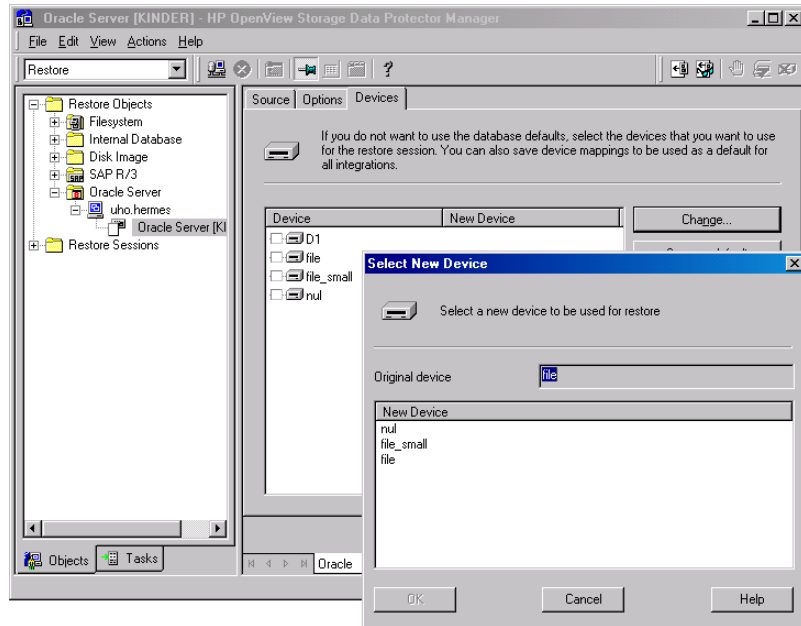 Oracle Server [KINDER] - HP OpenView Storage Data Protector Manager
File Edit View Actions Help
Restore
Restore Objects
Filesystem
Internal Database
Disk Image
SAP R/3
Oracle Server
uho.hermes
Oracle Server [KI
Restore Sessions
Objects Tasks
Source Options Devices
If you do not want to use the database defaults, select the devices that you want to use
for the restore session. You can also save device mappings to be used as a default for
all integrations.
Device New Device
D1
file
file_small
nul
Change...
Oracle
Select New Device
Select a new device to be used for restore
Original device file
New Device
nul
file_small
file
OK Cancel Help